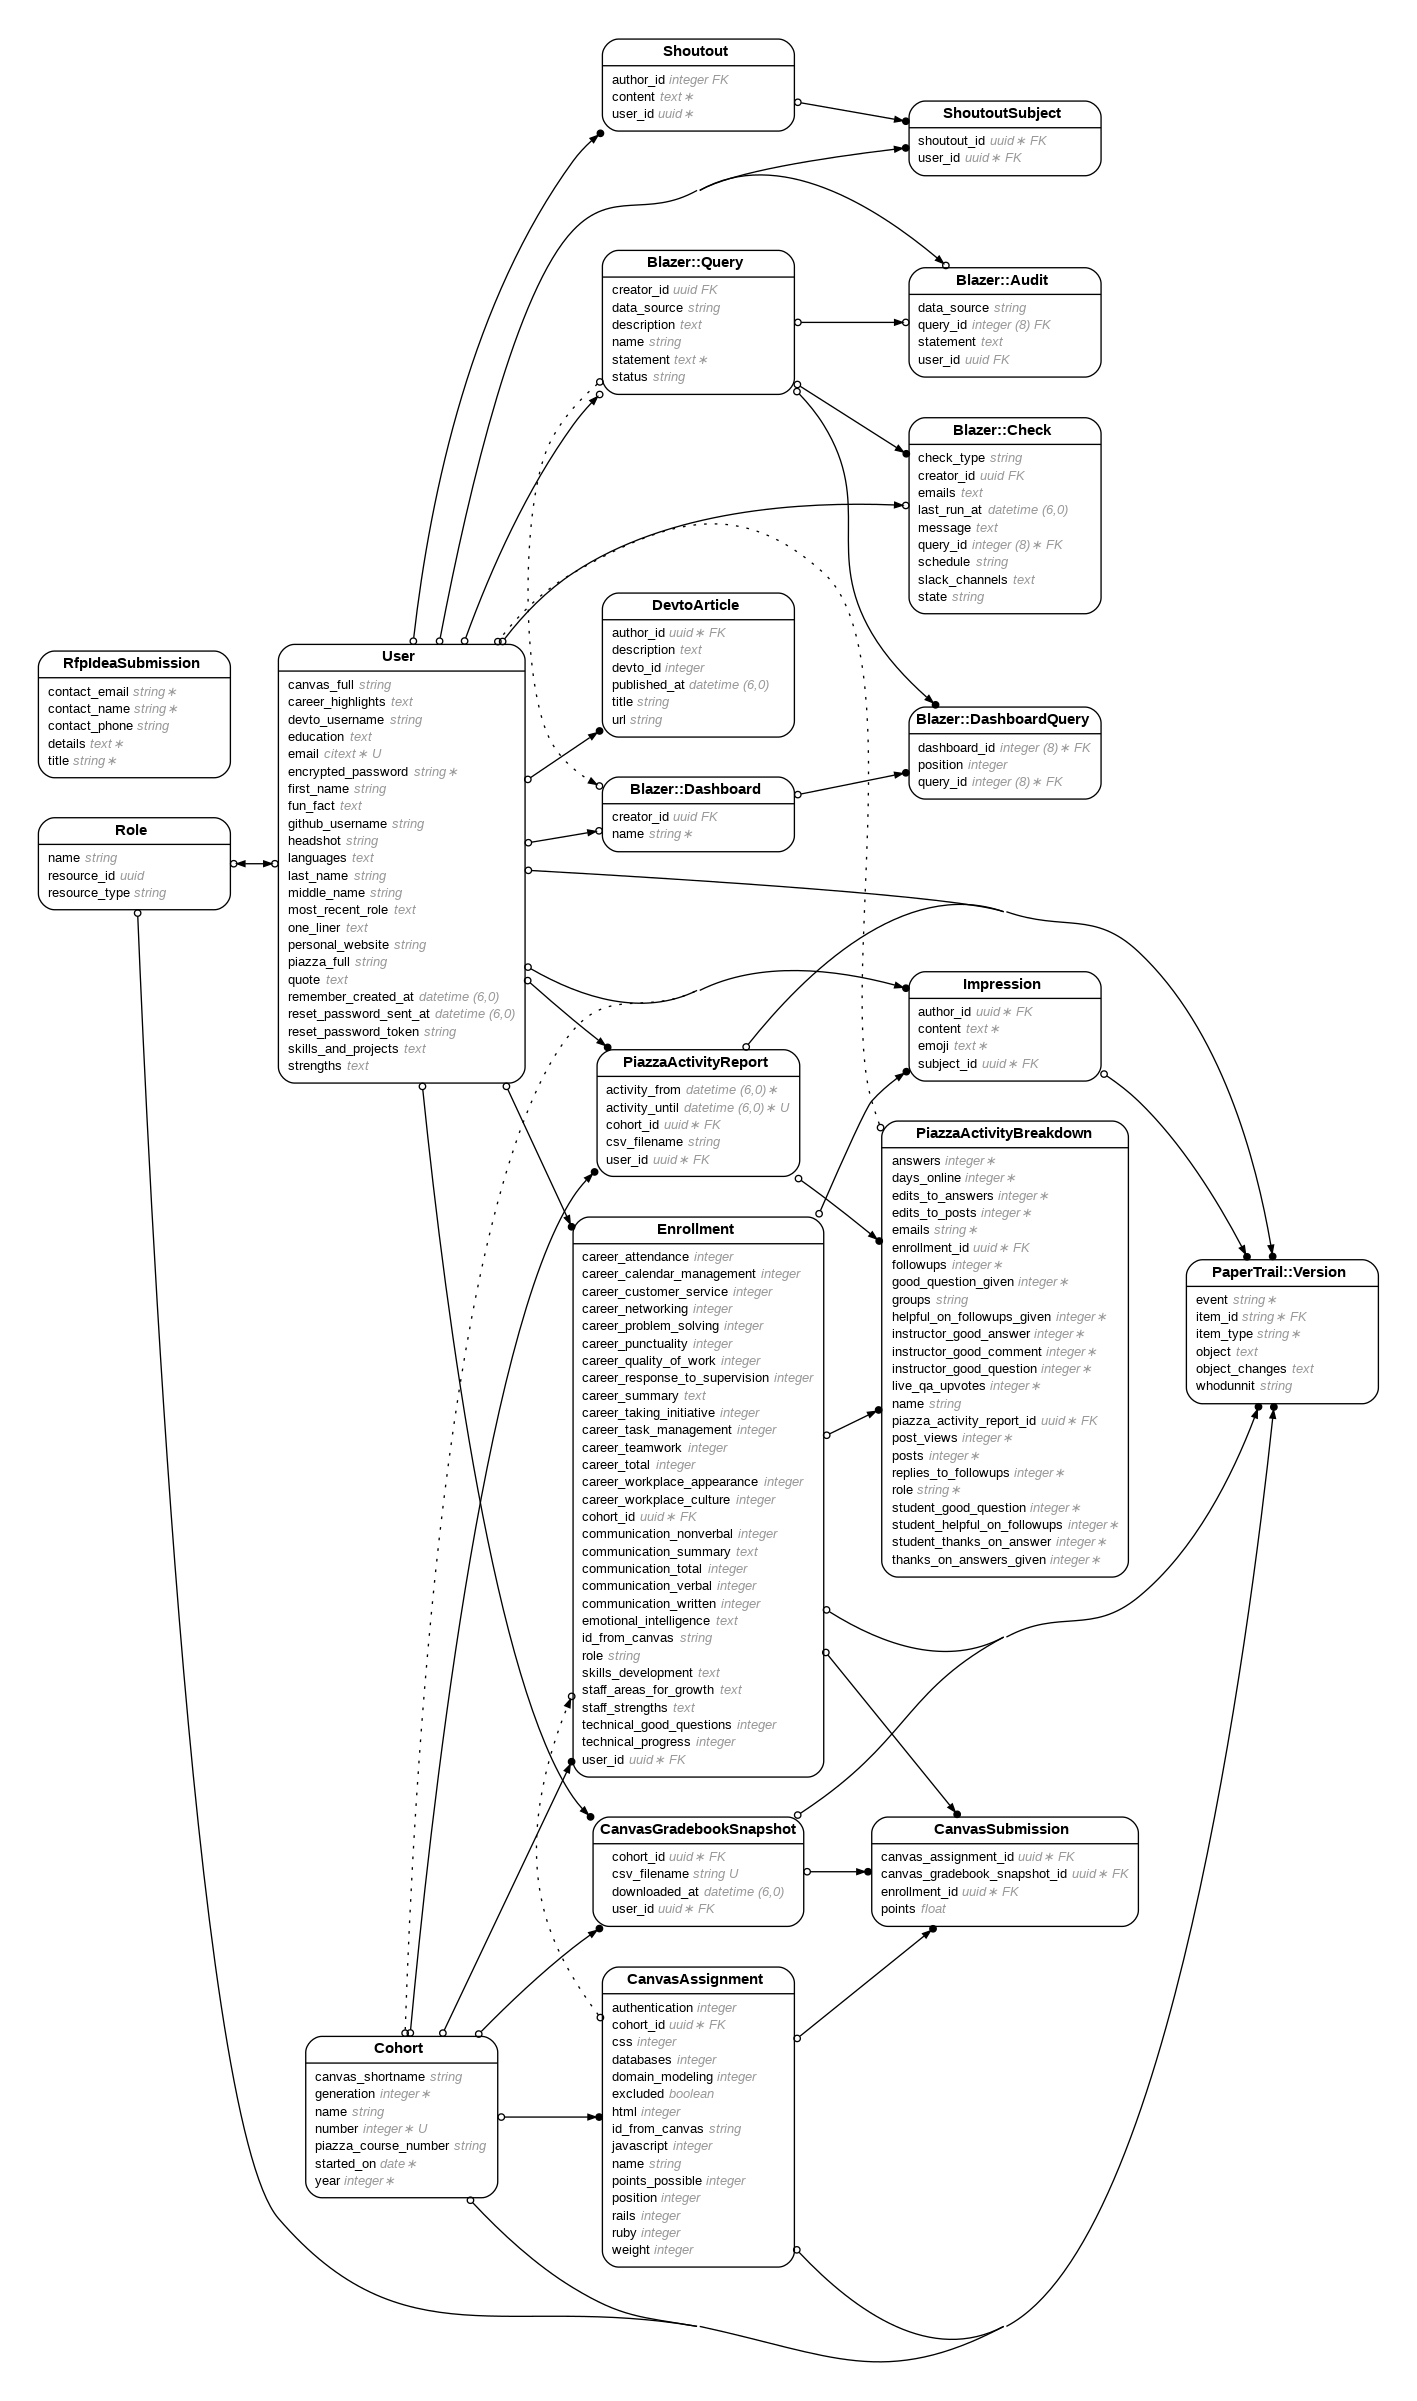 Shoutout
author_id integer FK
content text∗
user_id uuid∗
ShoutoutSubject
shoutout_id uuid∗ FK
user_id uuid∗ FK
Blazer::Query
creator_id uuid FK
data_source string
description text
name string
statement text∗
status string
Blazer::Audit
data_source string
query_id integer (8) FK
statement text
user_id uuid FK
Blazer::Check
check_type string
creator_id uuid FK
emails text
last_run_at datetime (6,0)
message text
query_id integer (8)∗ FK
schedule string
slack_channels text
state string
DevtoArticle
author_id uuid∗ FK
description text
devto_id integer
published_at datetime (6,0)
title string
url string
RfpIdeaSubmission
contact_email string∗
contact_name string∗
contact_phone string
details text∗
title string∗
User
canvas_full string
career_highlights text
devto_username string
education text
email citext∗ U
encrypted_password string∗
first_name string
fun_fact text
github_username string
headshot string
languages text
last_name string
middle_name string
most_recent_role text
one_liner text
personal_website string
piazza_full string
quote text
remember_created_at datetime (6,0)
reset_password_sent_at datetime (6,0)
reset_password_token string
skills_and_projects text
strengths text
Blazer::DashboardQuery
dashboard_id integer (8)∗ FK
position integer
query_id integer (8)∗ FK
Blazer::Dashboard
creator_id uuid FK
name string∗
Role
name string
resource_id uuid
resource_type string
Impression
author_id uuid∗ FK
content text∗
emoji text∗
subject_id uuid∗ FK
PiazzaActivityReport
activity_from datetime (6,0)∗
activity_until datetime (6,0)∗ U
cohort_id uuid∗ FK
csv_filename string
user_id uuid∗ FK
PiazzaActivityBreakdown
answers integer∗
days_online integer∗
edits_to_answers integer∗
edits_to_posts integer∗
emails string∗
enrollment_id uuid∗ FK
followups integer∗
good_question_given integer∗
groups string
helpful_on_followups_given integer∗
instructor_good_answer integer∗
instructor_good_comment integer∗
instructor_good_question integer∗
live_qa_upvotes integer∗
name string
piazza_activity_report_id uuid∗ FK
post_views integer∗
posts integer∗
replies_to_followups integer∗
role string∗
student_good_question integer∗
student_helpful_on_followups integer∗
student_thanks_on_answer integer∗
thanks_on_answers_given integer∗
Enrollment
career_attendance integer
career_calendar_management integer
career_customer_service integer
career_networking integer
career_problem_solving integer
career_punctuality integer
career_quality_of_work integer
career_response_to_supervision integer
career_summary text
career_taking_initiative integer
career_task_management integer
career_teamwork integer
career_total integer
career_workplace_appearance integer
career_workplace_culture integer
cohort_id uuid∗ FK
communication_nonverbal integer
communication_summary text
communication_total integer
communication_verbal integer
communication_written integer
emotional_intelligence text
id_from_canvas string
role string
skills_development text
staff_areas_for_growth text
staff_strengths text
technical_good_questions integer
technical_progress integer
user_id uuid∗ FK
PaperTrail::Version
event string∗
item_id string∗ FK
item_type string∗
object text
object_changes text
whodunnit string
CanvasGradebookSnapshot
cohort_id uuid∗ FK
csv_filename string U
downloaded_at datetime (6,0)
user_id uuid∗ FK
CanvasSubmission
canvas_assignment_id uuid∗ FK
canvas_gradebook_snapshot_id uuid∗ FK
enrollment_id uuid∗ FK
points float
CanvasAssignment
authentication integer
cohort_id uuid∗ FK
css integer
databases integer
domain_modeling integer
excluded boolean
html integer
id_from_canvas string
javascript integer
name string
points_possible integer
position integer
rails integer
ruby integer
weight integer
Cohort
canvas_shortname string
generation integer∗
name string
number integer∗ U
piazza_course_number string
started_on date∗
year integer∗